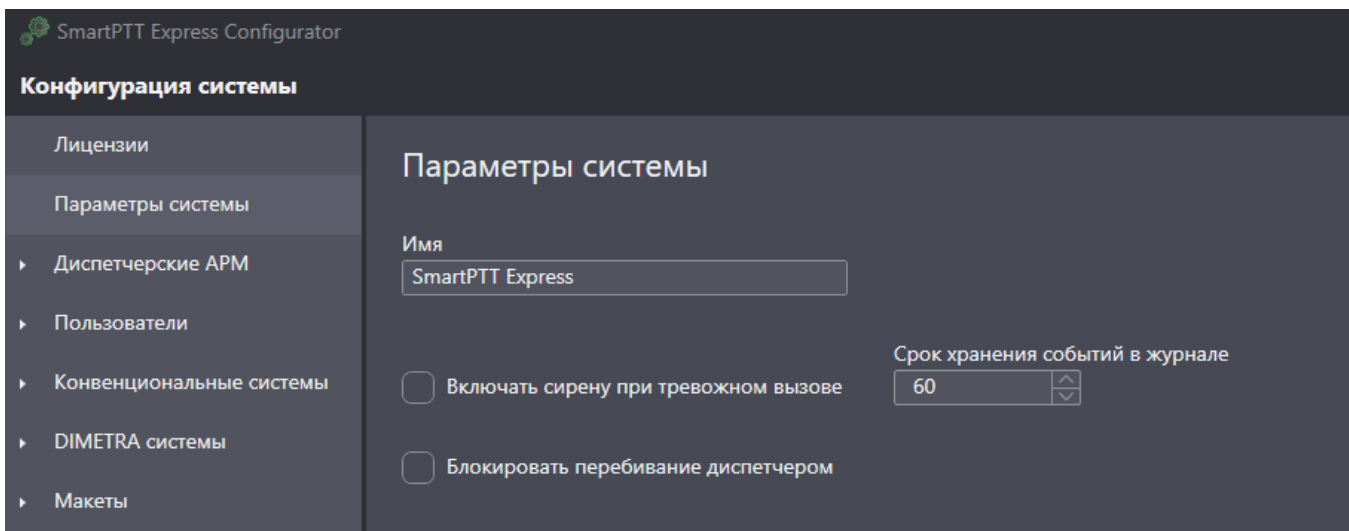 SmartPTT Express Configurator
Конфигурация системы
Лицензии
Параметры системы
Диспетчерские АРМ
Пользователи
Конвенциональные системы
DIMETRA системы
Макеты
Параметры системы
Имя
SmartPTT Express
Включать сирену при тревожном вызове
Срок хранения событий в журнале
60
Блокировать перебивание диспетчером